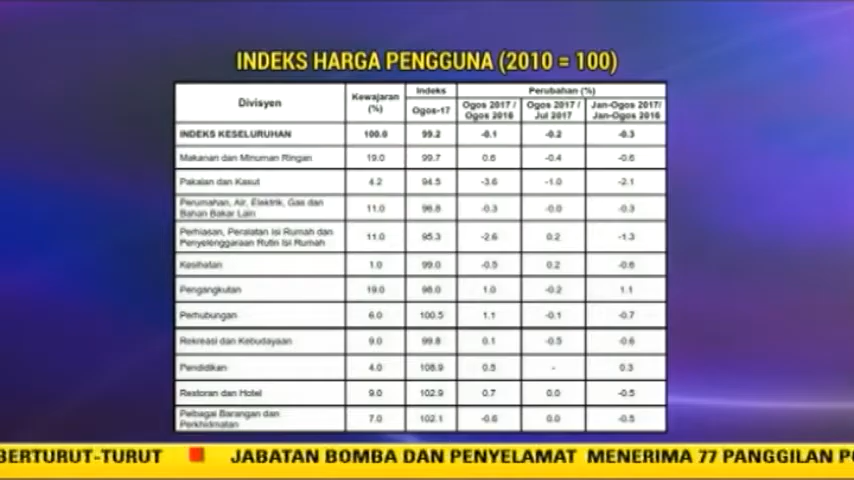 INDEKS HARGA PENGGUNA (2010 = 100)
Divisyen Kewajaran (%) Indeks Perubahan (%)
Ogos-17 Ogos 2017 / Ogos 2016 Ogos 2017 / Jul 2017 Jan-Ogos 2017/ Jan-Ogos 2016
INDEKS KESELURUHAN 100.0 99.2 -0.1 -0.2 -0.3
Makanan dan Minuman Ringan 19.0 99.7 0.6 -0.4 -0.6
Pakaian dan Kasut 4.2 94.5 -3.6 -1.0 -2.1
Perumahan, Air, Elektrik, Gas dan
Bahan Bakar Lain 11.0 96.8 -0.3 -0.0 -0.3
Perhiasan, Peralatan Isi Rumah dan
Penyelenggaraan Rutin Isi Rumah 11.0 95.3 -2.6 0.2 -1.3
Kesihatan 1.0 99.0 -0.5 0.2 -0.6
Pengangkutan 19.0 98.0 1.0 -0.2 1.1
Perhubungan 6.0 100.5 1.1 -0.1 -0.7
Rekreasi dan Kebudayaan 9.0 99.8 0.1 -0.5 -0.6
Pendidikan 4.0 108.9 0.5 - 0.3
Restoran dan Hotel 9.0 102.9 0.7 0.0 -0.5
Pelbagai Barangan dan
Perkhidmatan 7.0 102.1 -0.6 0.0 -0.5
BERTURUT-TURUT JABATAN BOMBA DAN PENYELAMAT MENERIMA 77 PANGGILAN